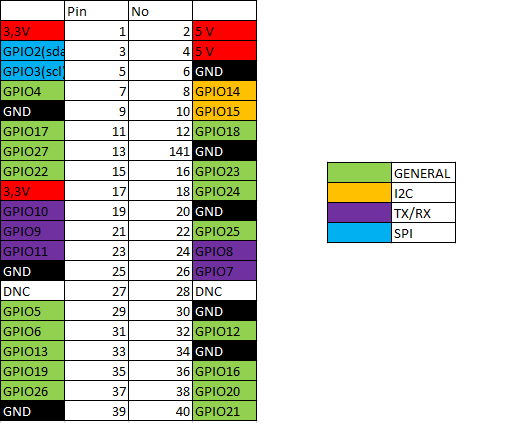 Pin No
3,3V 1 2 5 V
GPIO2(sda 3 4 5 V
GPIO3(scl) 5 6 GND
GPIO4 7 8 GPIO14
GND 9 10 GPIO15
GPIO17 11 12 GPIO18
GPIO27 13 141 GND
GPIO22 15 16 GPIO23
3,3V 17 18 GPIO24
GPIO10 19 20 GND
GPIO9 21 22 GPIO25
GPIO11 23 24 GPIO8
GND 25 26 GPIO7
DNC 27 28 DNC
GPIO5 29 30 GND
GPIO6 31 32 GPIO12
GPIO13 33 34 GND
GPIO19 35 36 GPIO16
GPIO26 37 38 GPIO20
GND 39 40 GPIO21
GENERAL
I2C
TX/RX
SPI